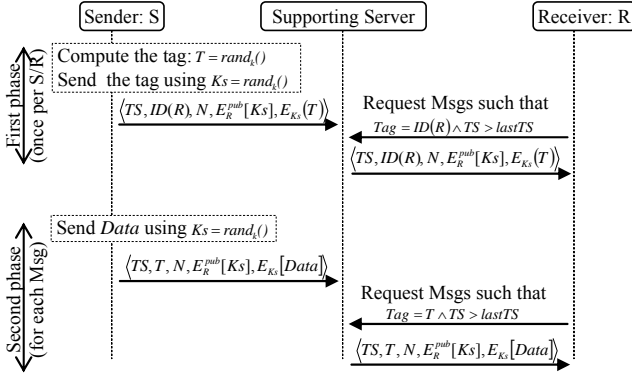 Sender: S
Supporting Server
Receiver: R
First phase
(once per S/R)
Compute the tag: T = rand_k()
Send the tag using Ks = rand_k()
⟨TS, ID(R), N, E_R^pub[Ks], E_Ks(T)⟩
Request Msgs such that
Tag = ID(R) ∧ TS > lastTS
⟨TS, ID(R), N, E_R^pub[Ks], E_Ks(T)⟩
Second phase
(for each Msg)
Send Data using Ks = rand_k()
⟨TS, T, N, E_R^pub[Ks], E_Ks[Data]⟩
Request Msgs such that
Tag = T ∧ TS > lastTS
⟨TS, T, N, E_R^pub[Ks], E_Ks[Data]⟩